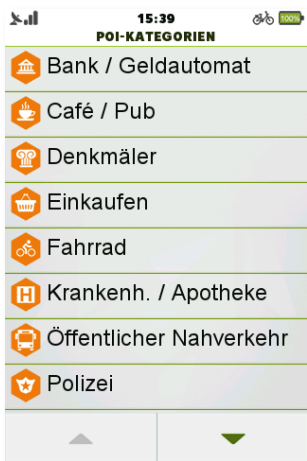 15:39
100%
POI-KATEGORIEN
Bank / Geldautomat
Café / Pub
Denkmäler
Einkaufen
Fahrrad
H Krankenh. / Apotheke
Öffentlicher Nahverkehr
Polizei